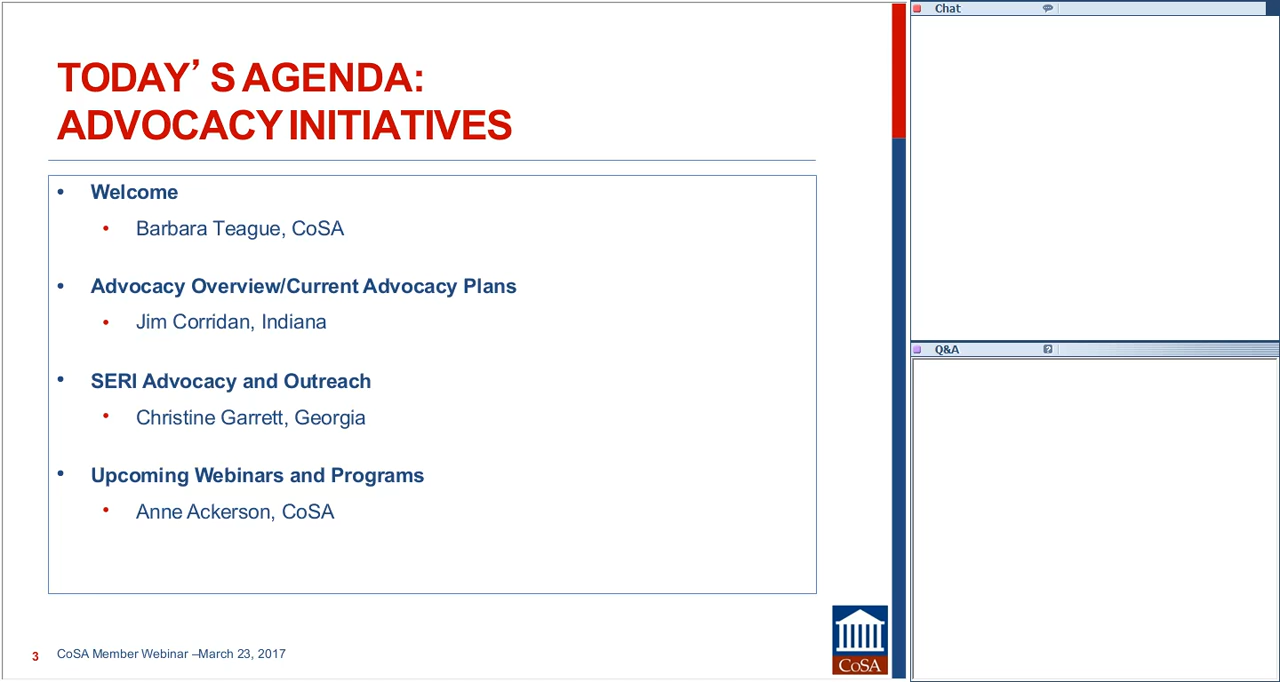 TODAY’S AGENDA:
ADVOCACY INITIATIVES
• Welcome
• Barbara Teague, CoSA
• Advocacy Overview/Current Advocacy Plans
• Jim Corridan, Indiana
• SERI Advocacy and Outreach
• Christine Garrett, Georgia
• Upcoming Webinars and Programs
• Anne Ackerson, CoSA
3 CoSA Member Webinar –March 23, 2017
CoSA
Chat
Q&A